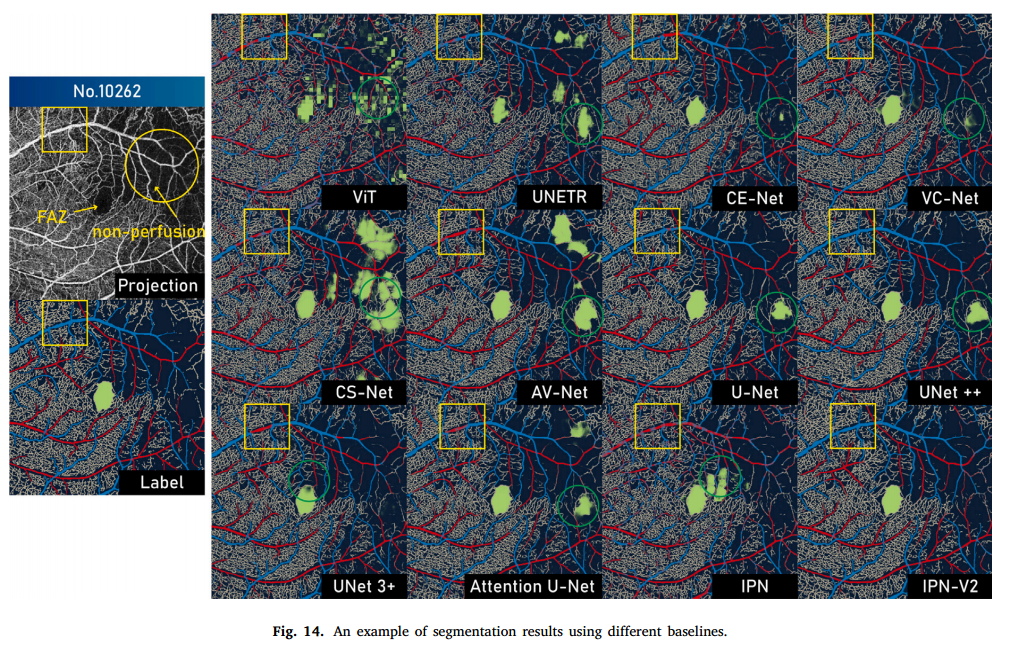 No.10262
FAZ
non-perfusion
Projection
Label
ViT
UNETR
CE-Net
VC-Net
CS-Net
AV-Net
U-Net
UNet ++
UNet 3+
Attention U-Net
IPN
IPN-V2
Fig. 14. An example of segmentation results using different baselines.